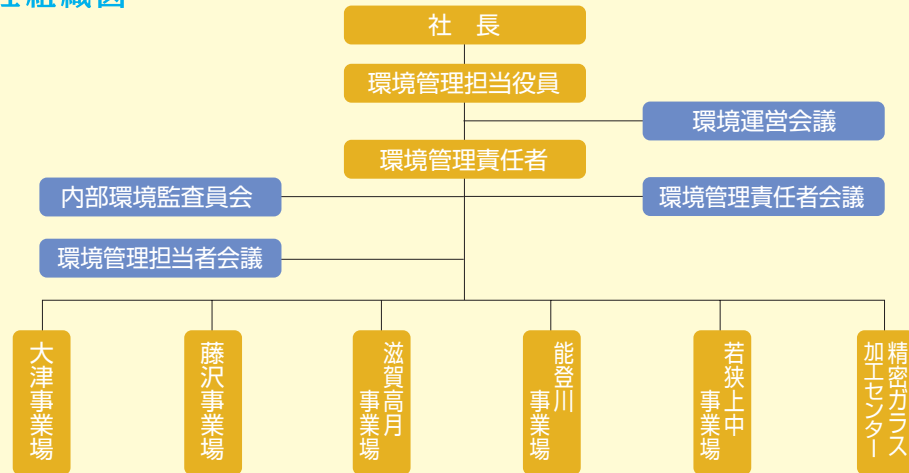 組織図
社 長
環境管理担当役員
環境運営会議
環境管理責任者
内部環境監査員会
環境管理責任者会議
環境管理担当者会議
大津事業場
藤沢事業場
滋賀高月
事業場
能登川
事業場
若狭上中
事業場
精密ガラス
加工センター